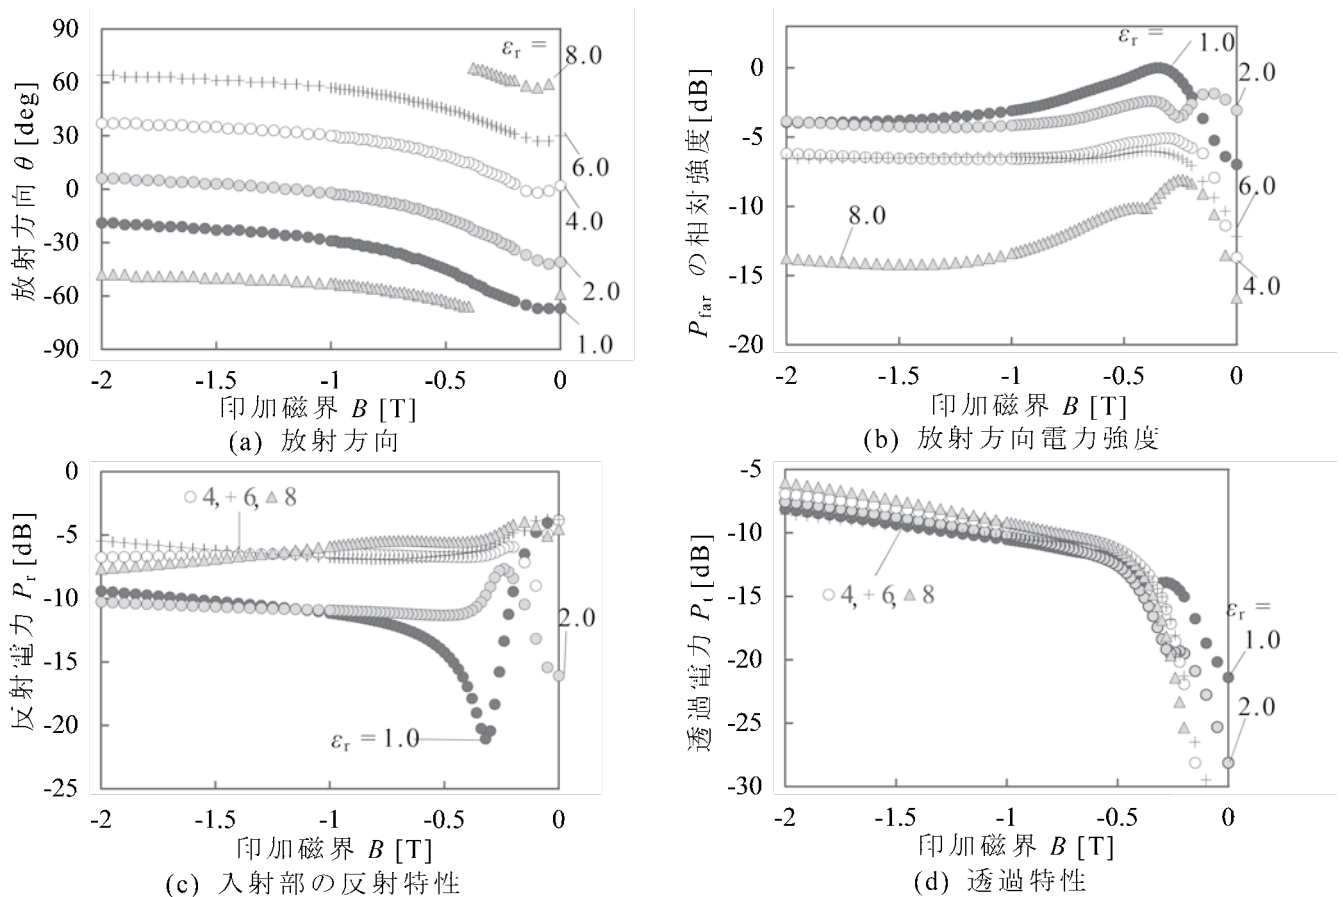 90
60
30
0
-30
-60
-90
放射方向 θ [deg]
εr =
8.0
6.0
4.0
2.0
1.0
-2 -1.5 -1 -0.5 0
印加磁界 B [T]
(a) 放射方向
0
-5
-10
-15
-20
Pfar の相対強度[dB]
εr =
1.0
2.0
6.0
8.0
4.0
-2 -1.5 -1 -0.5 0
印加磁界 B [T]
(b) 放射方向電力強度
0
-5
-10
-15
-20
-25
反射電力 Pr [dB]
4, + 6, 8
2.0
εr = 1.0
-2 -1.5 -1 -0.5 0
印加磁界 B [T]
(c) 入射部の反射特性
-5
-10
-15
-20
-25
-30
透過電力 Pt [dB]
4, + 6, 8
εr =
1.0
2.0
-2 -1.5 -1 -0.5 0
印加磁界 B [T]
(d) 透過特性